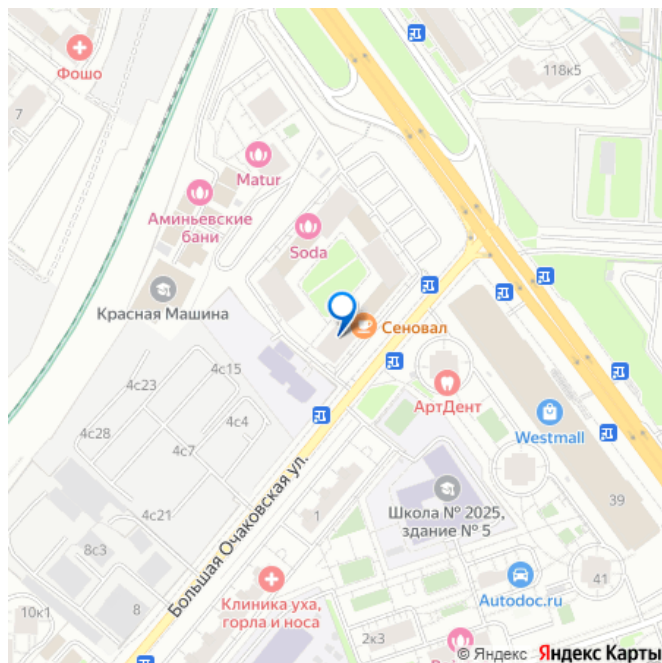 118к5
Фошо
7
Matur
Аминьевские
бани
Soda
Красная Машина
Сеновал
4с15
4с23
АртДент
4с4
Westmall
4с28
4с7
Большая Очаковская ул.
Школа № 2025,
здание № 5
39
4с21
1
8с3
Autodoc.ru
41
Клиника уха,
горла и носа
10к1
8
2к3
© Яндекс Яндекс Карты